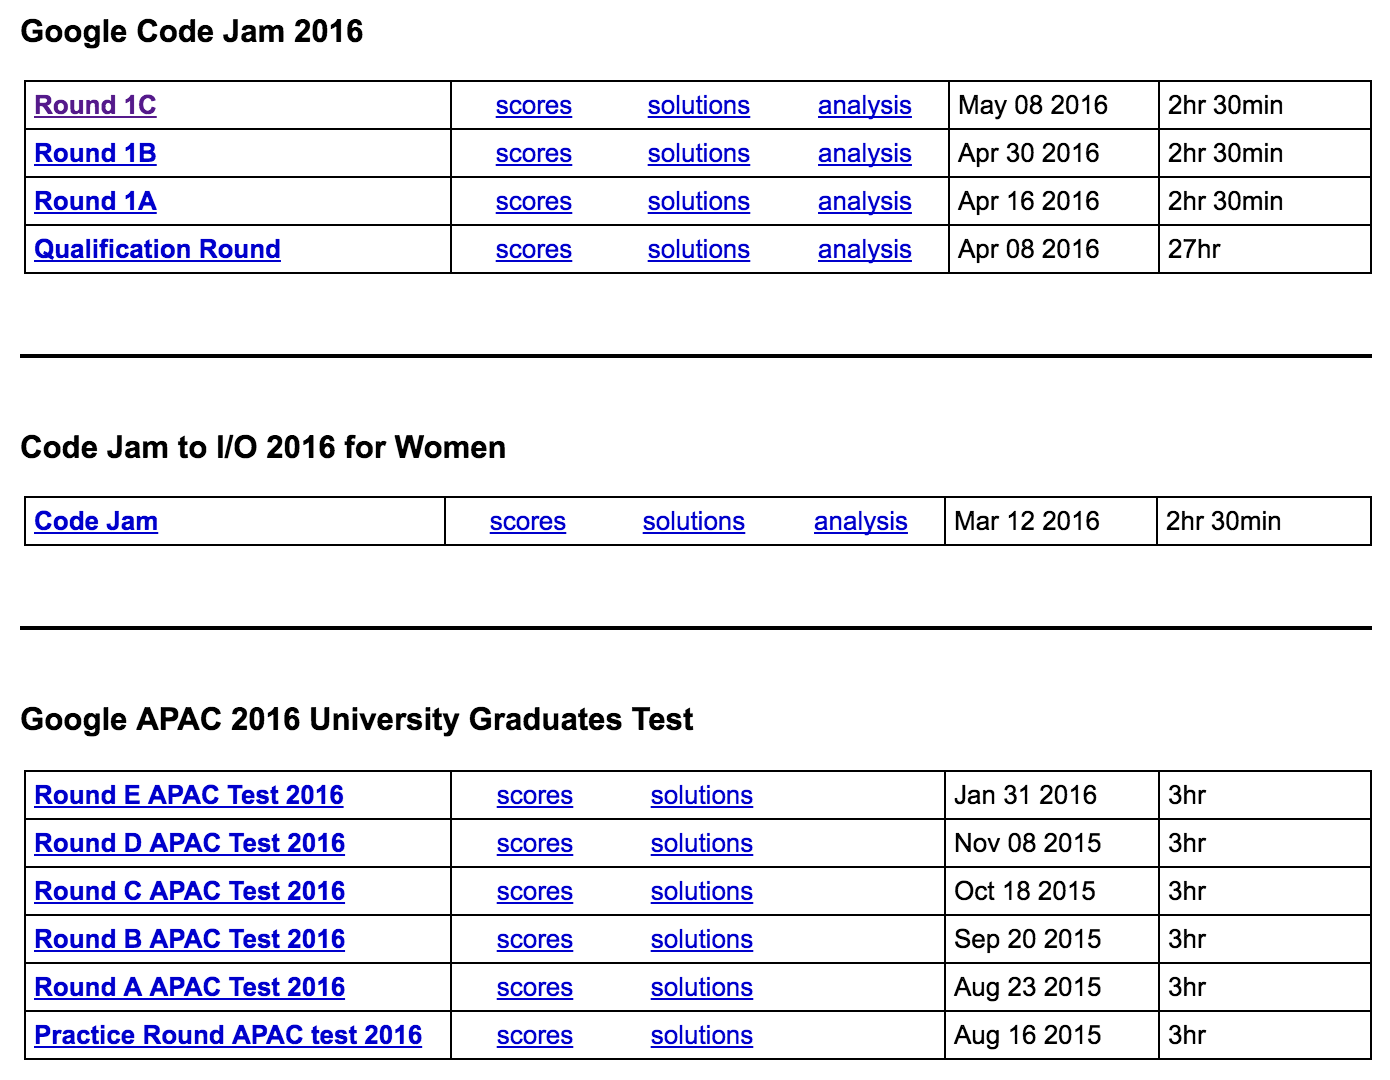 Google Code Jam 2016
Round 1C scores solutions analysis May 08 2016 2hr 30min
Round 1B scores solutions analysis Apr 30 2016 2hr 30min
Round 1A scores solutions analysis Apr 16 2016 2hr 30min
Qualification Round scores solutions analysis Apr 08 2016 27hr
Code Jam to I/O 2016 for Women
Code Jam scores solutions analysis Mar 12 2016 2hr 30min
Google APAC 2016 University Graduates Test
Round E APAC Test 2016 scores solutions Jan 31 2016 3hr
Round D APAC Test 2016 scores solutions Nov 08 2015 3hr
Round C APAC Test 2016 scores solutions Oct 18 2015 3hr
Round B APAC Test 2016 scores solutions Sep 20 2015 3hr
Round A APAC Test 2016 scores solutions Aug 23 2015 3hr
Practice Round APAC test 2016 scores solutions Aug 16 2015 3hr